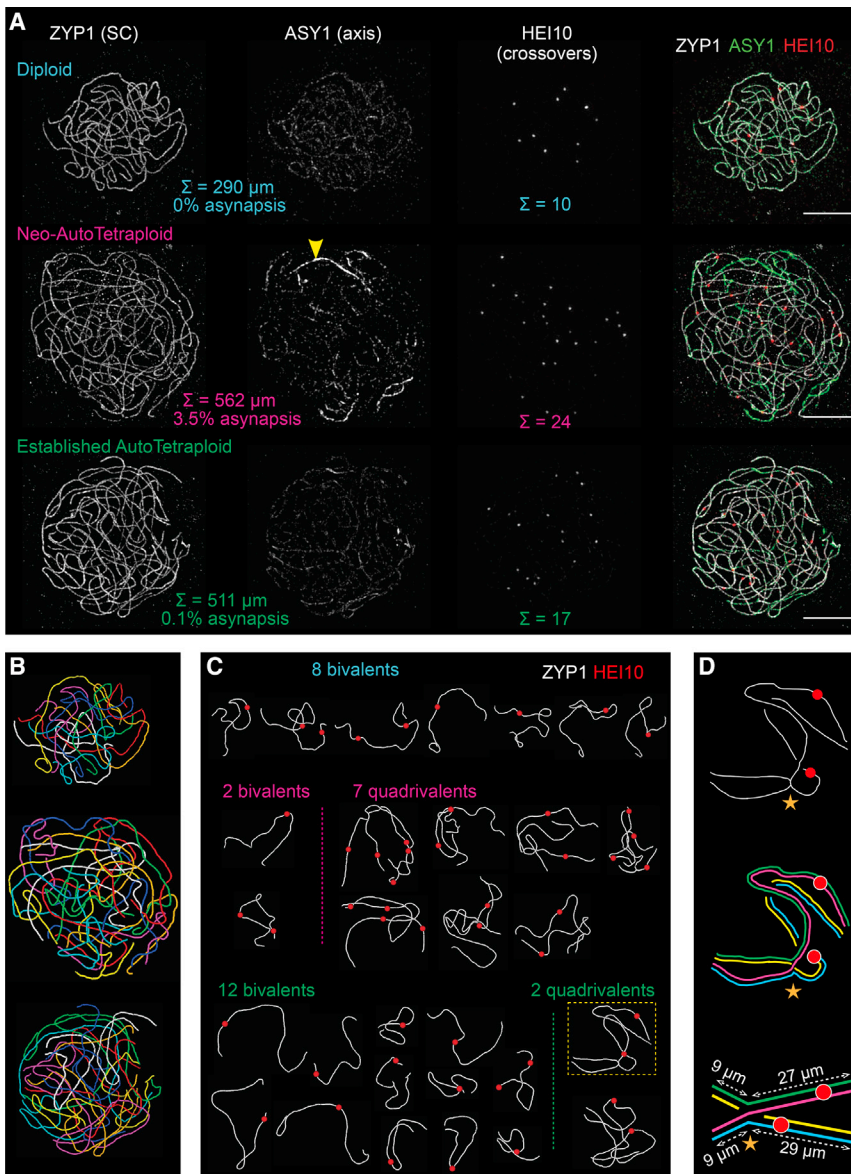 A
ZYP1 (SC)
ASY1 (axis)
HEI10
(crossovers)
ZYP1 ASY1 HEI10
Diploid
Σ = 290 µm
0% asynapsis
Σ = 10
Neo-AutoTetraploid
Σ = 562 µm
3.5% asynapsis
Σ = 24
Established AutoTetraploid
Σ = 511 µm
0.1% asynapsis
Σ = 17
B
C
8 bivalents
ZYP1 HEI10
2 bivalents
7 quadrivalents
12 bivalents
2 quadrivalents
D
9 µm
27 µm
9 µm
29 µm